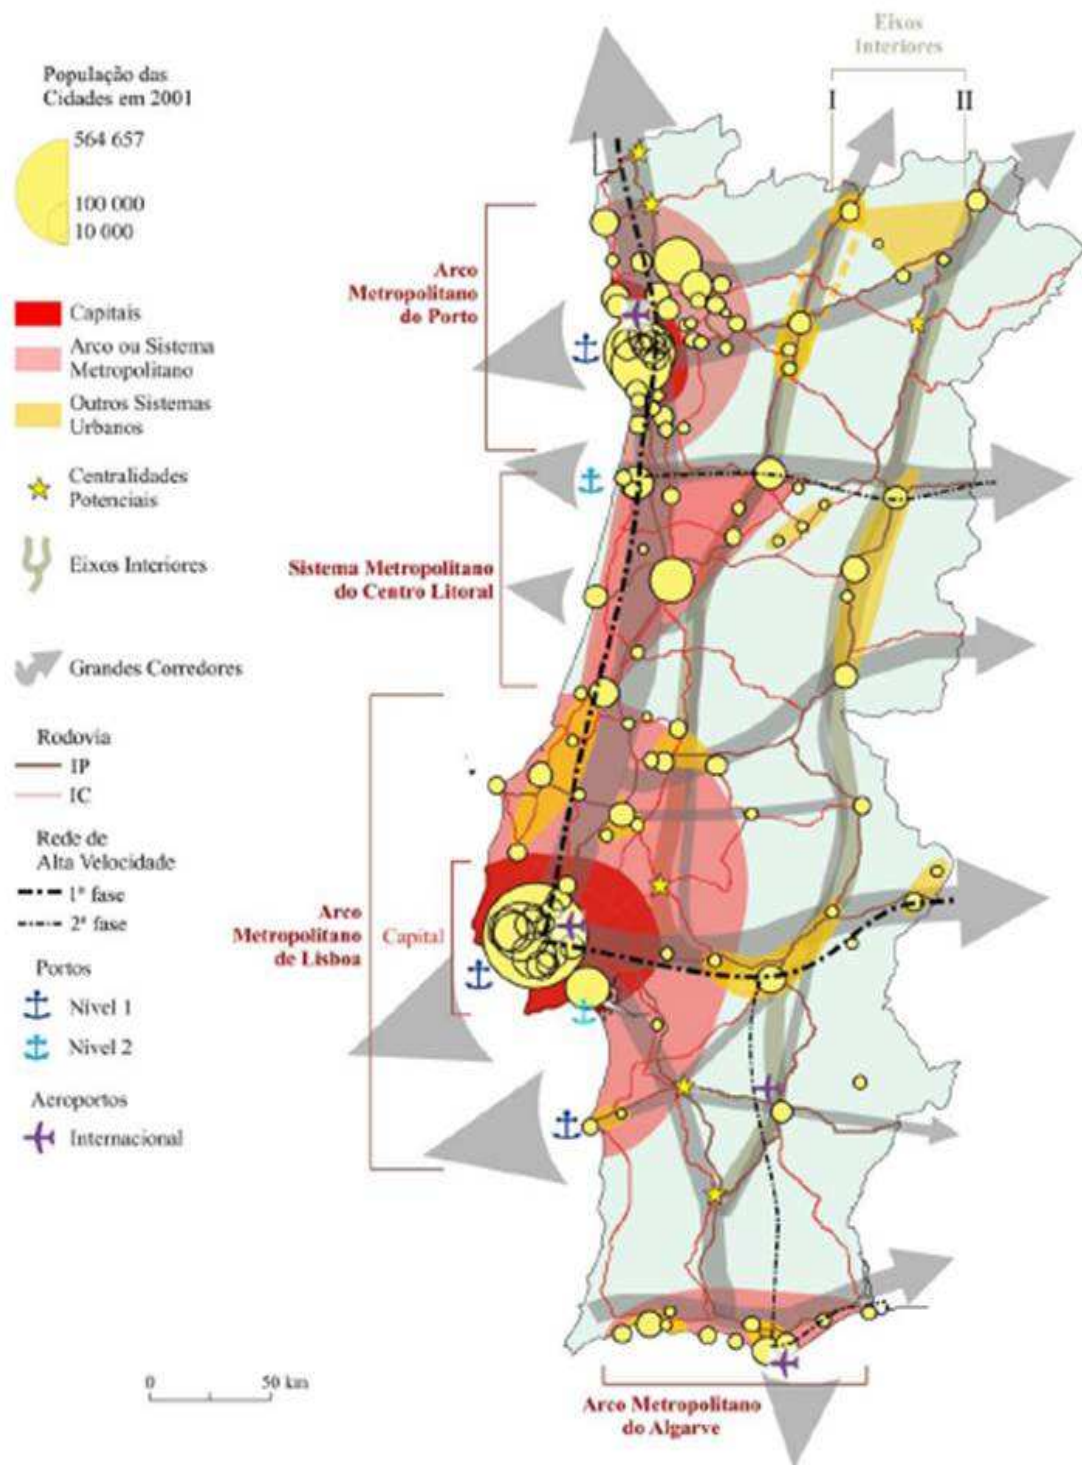 População das
Cidades em 2001
564 657
100 000
10 000
Capitais
Arco ou Sistema
Metropolitano
Outros Sistemas
Urbanos
Centralidades
Potenciais
Eixos Interiores
Grandes Corredores
Rodovia
IP
IC
Rede de
Alta Velocidade
1ª fase
2ª fase
Portos
Nível 1
Nível 2
Aeroportos
Internacional
0 50 km
Eixos
Interiores
I II
Arco
Metropolitano
do Porto
Sistema Metropolitano
do Centro Litoral
Arco
Metropolitano
de Lisboa
Capital
Arco Metropolitano
do Algarve